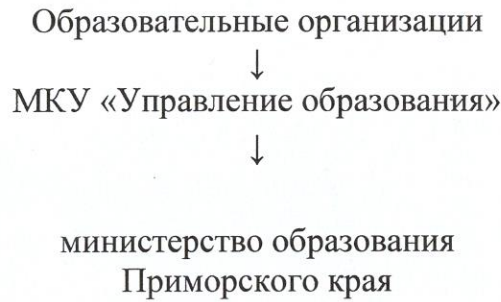 Образовательные организации
↓
МКУ «Управление образования»
↓
министерство образования
Приморского края